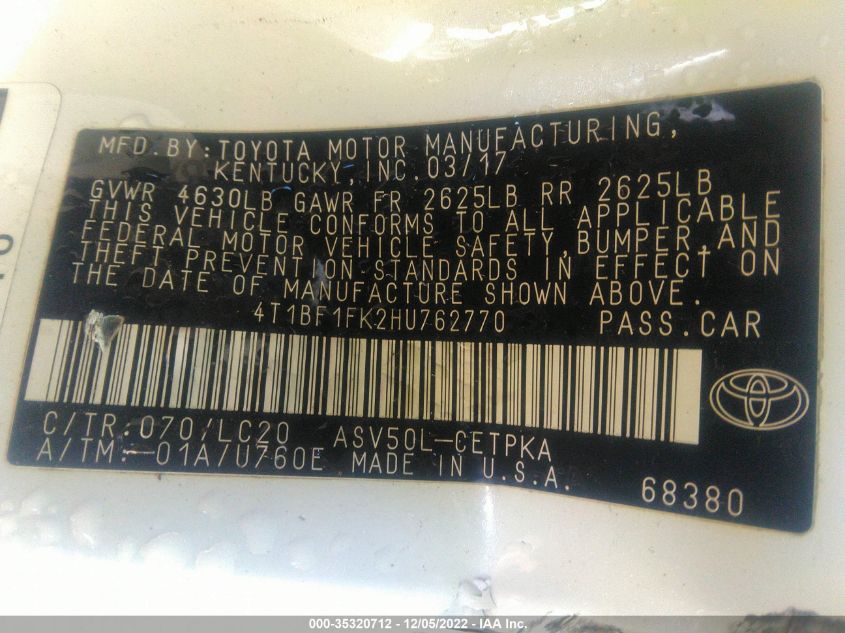 MFD.BY:TOYOTA MOTOR MANUFACTURING,
KENTUCKY,INC.03/17
GVWR 4630LB GAWR FR 2625LB RR 2625LB
THIS VEHICLE CONFORMS TO ALL APPLICABLE
FEDERAL MOTOR VEHICLE SAFETY,BUMPER,AND
THEFT PREVENTION STANDARDS IN EFFECT ON
THE DATE OF MANUFACTURE SHOWN ABOVE.
4T1BF1FK2HU762770 PASS.CAR
C/TR:070/LC20 ASV50L-CETPKA
A/TM:-01A/U760E MADE IN U.S.A.
68380
000-35320712 - 12/05/2022 - IAA Inc.